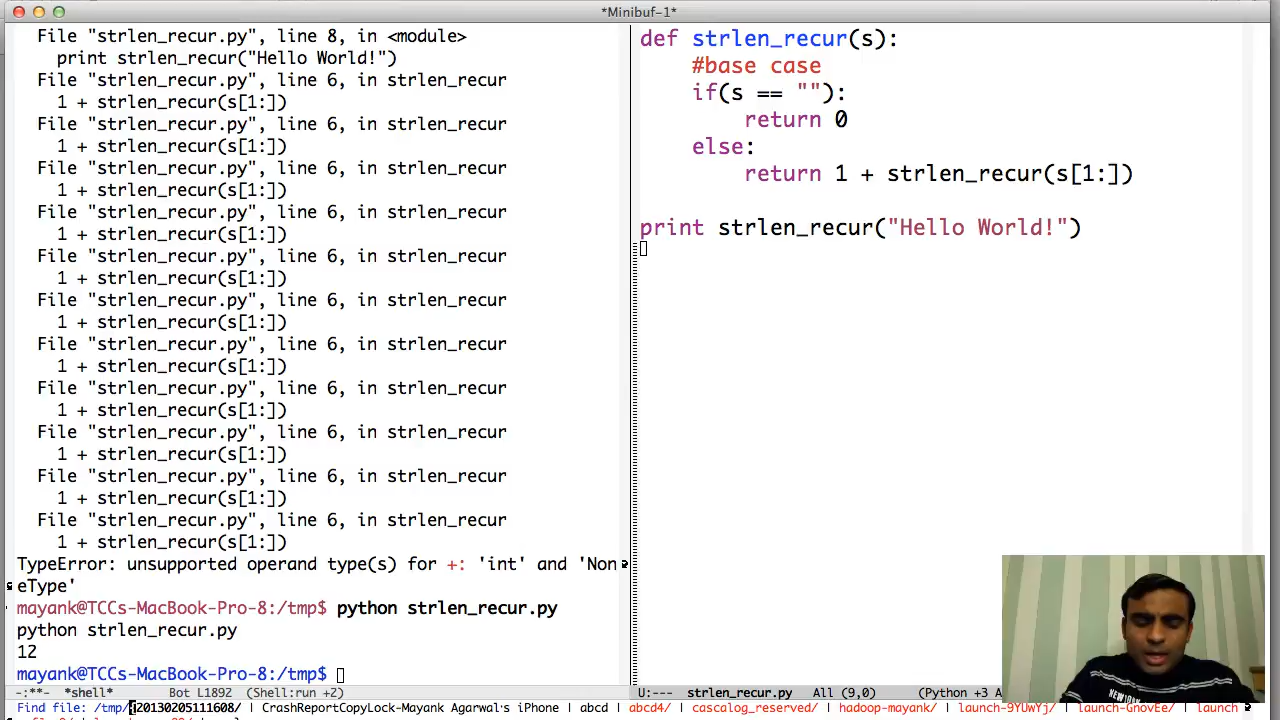 *Minibuf-1*
File "strlen_recur.py", line 8, in <module>
print strlen_recur("Hello World!")
File "strlen_recur.py", line 6, in strlen_recur
1 + strlen_recur(s[1:])
File "strlen_recur.py", line 6, in strlen_recur
1 + strlen_recur(s[1:])
File "strlen_recur.py", line 6, in strlen_recur
1 + strlen_recur(s[1:])
File "strlen_recur.py", line 6, in strlen_recur
1 + strlen_recur(s[1:])
File "strlen_recur.py", line 6, in strlen_recur
1 + strlen_recur(s[1:])
File "strlen_recur.py", line 6, in strlen_recur
1 + strlen_recur(s[1:])
File "strlen_recur.py", line 6, in strlen_recur
1 + strlen_recur(s[1:])
File "strlen_recur.py", line 6, in strlen_recur
1 + strlen_recur(s[1:])
File "strlen_recur.py", line 6, in strlen_recur
1 + strlen_recur(s[1:])
File "strlen_recur.py", line 6, in strlen_recur
1 + strlen_recur(s[1:])
File "strlen_recur.py", line 6, in strlen_recur
1 + strlen_recur(s[1:])
TypeError: unsupported operand type(s) for +: 'int' and 'Non
eType'
mayank@TCCs-MacBook-Pro-8:/tmp$ python strlen_recur.py
python strlen_recur.py
12
mayank@TCCs-MacBook-Pro-8:/tmp$
-:**- *shell* Bot L1892 (Shell:run +2)
def strlen_recur(s):
#base case
if(s == ""):
return 0
else:
return 1 + strlen_recur(s[1:])
print strlen_recur("Hello World!")
NEW YORK
U:--- strlen_recur.py All (9,0) (Python +3 A
Find file: /tmp/{20130205111608/ | CrashReportCopyLock-Mayank Agarwal's iPhone | abcd | abcd4/ | cascalog_reserved/ | hadoop-mayank/ | launch-9YUwYj/ | launch-GnovEe/ | launch